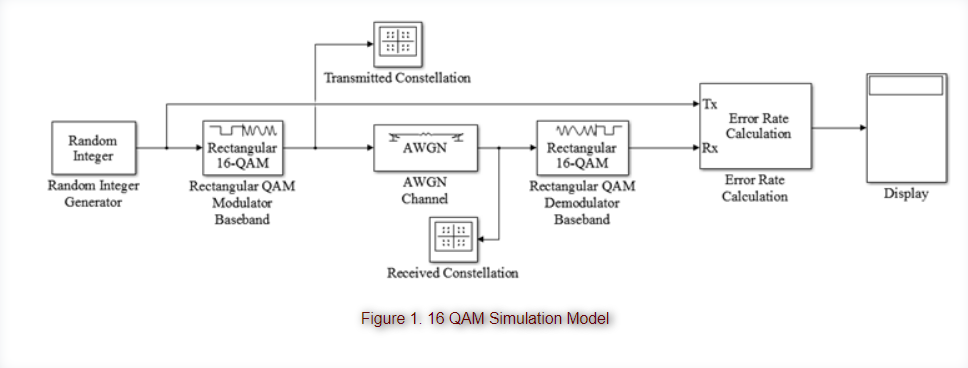 Transmitted Constellation
Random
Integer
Random Integer
Generator
Rectangular
16-QAM
Rectangular QAM
Modulator
Baseband
AWGN
AWGN
Channel
Rectangular
16-QAM
Rectangular QAM
Demodulator
Baseband
Tx
Rx
Error Rate
Calculation
Error Rate
Calculation
Display
Received Constellation
Figure 1. 16 QAM Simulation Model